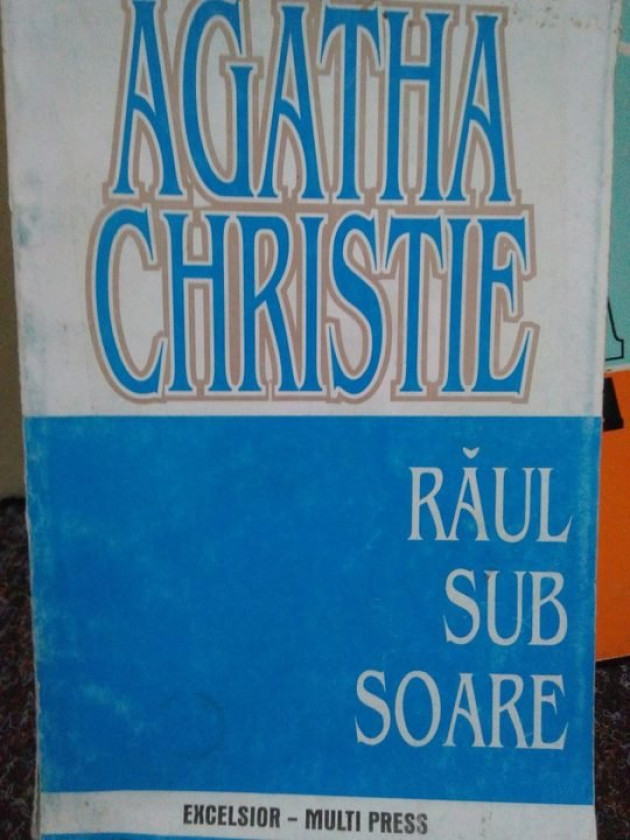 AGATHA
CHRISTIE
RĂUL
SUB
SOARE
EXCELSIOR – MULTI PRESS